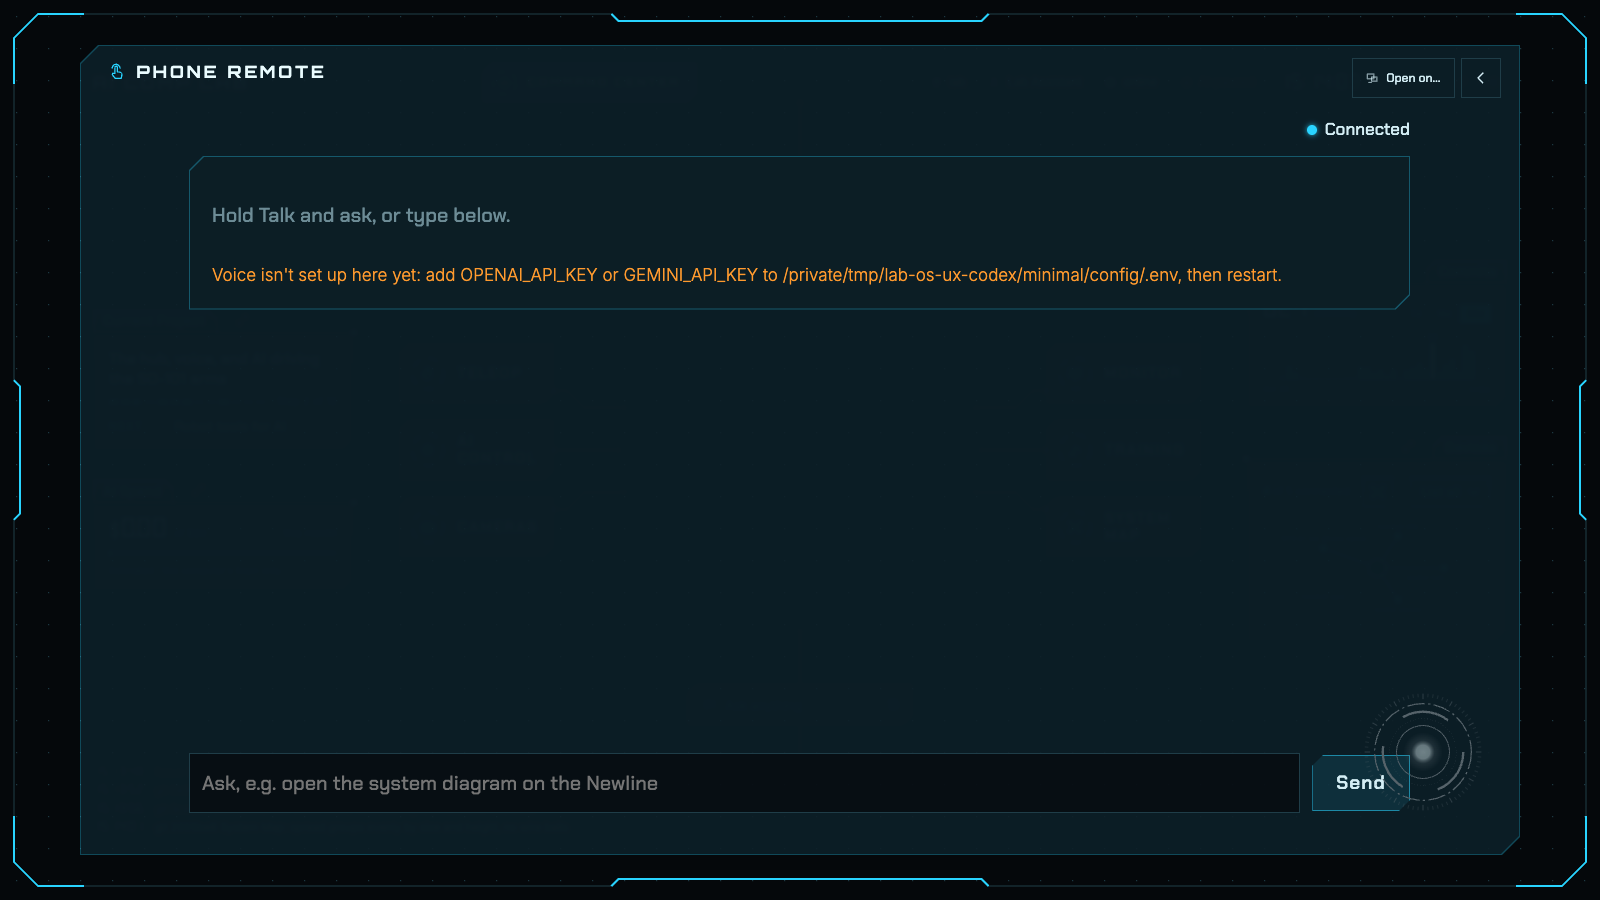 PHONE REMOTE
Open on...
Connected
Hold Talk and ask, or type below.
Voice isn't set up here yet: add OPENAI_API_KEY or GEMINI_API_KEY to /private/tmp/lab-os-ux-codex/minimal/config/.env, then restart.
Ask, e.g. open the system diagram on the Newline
Send